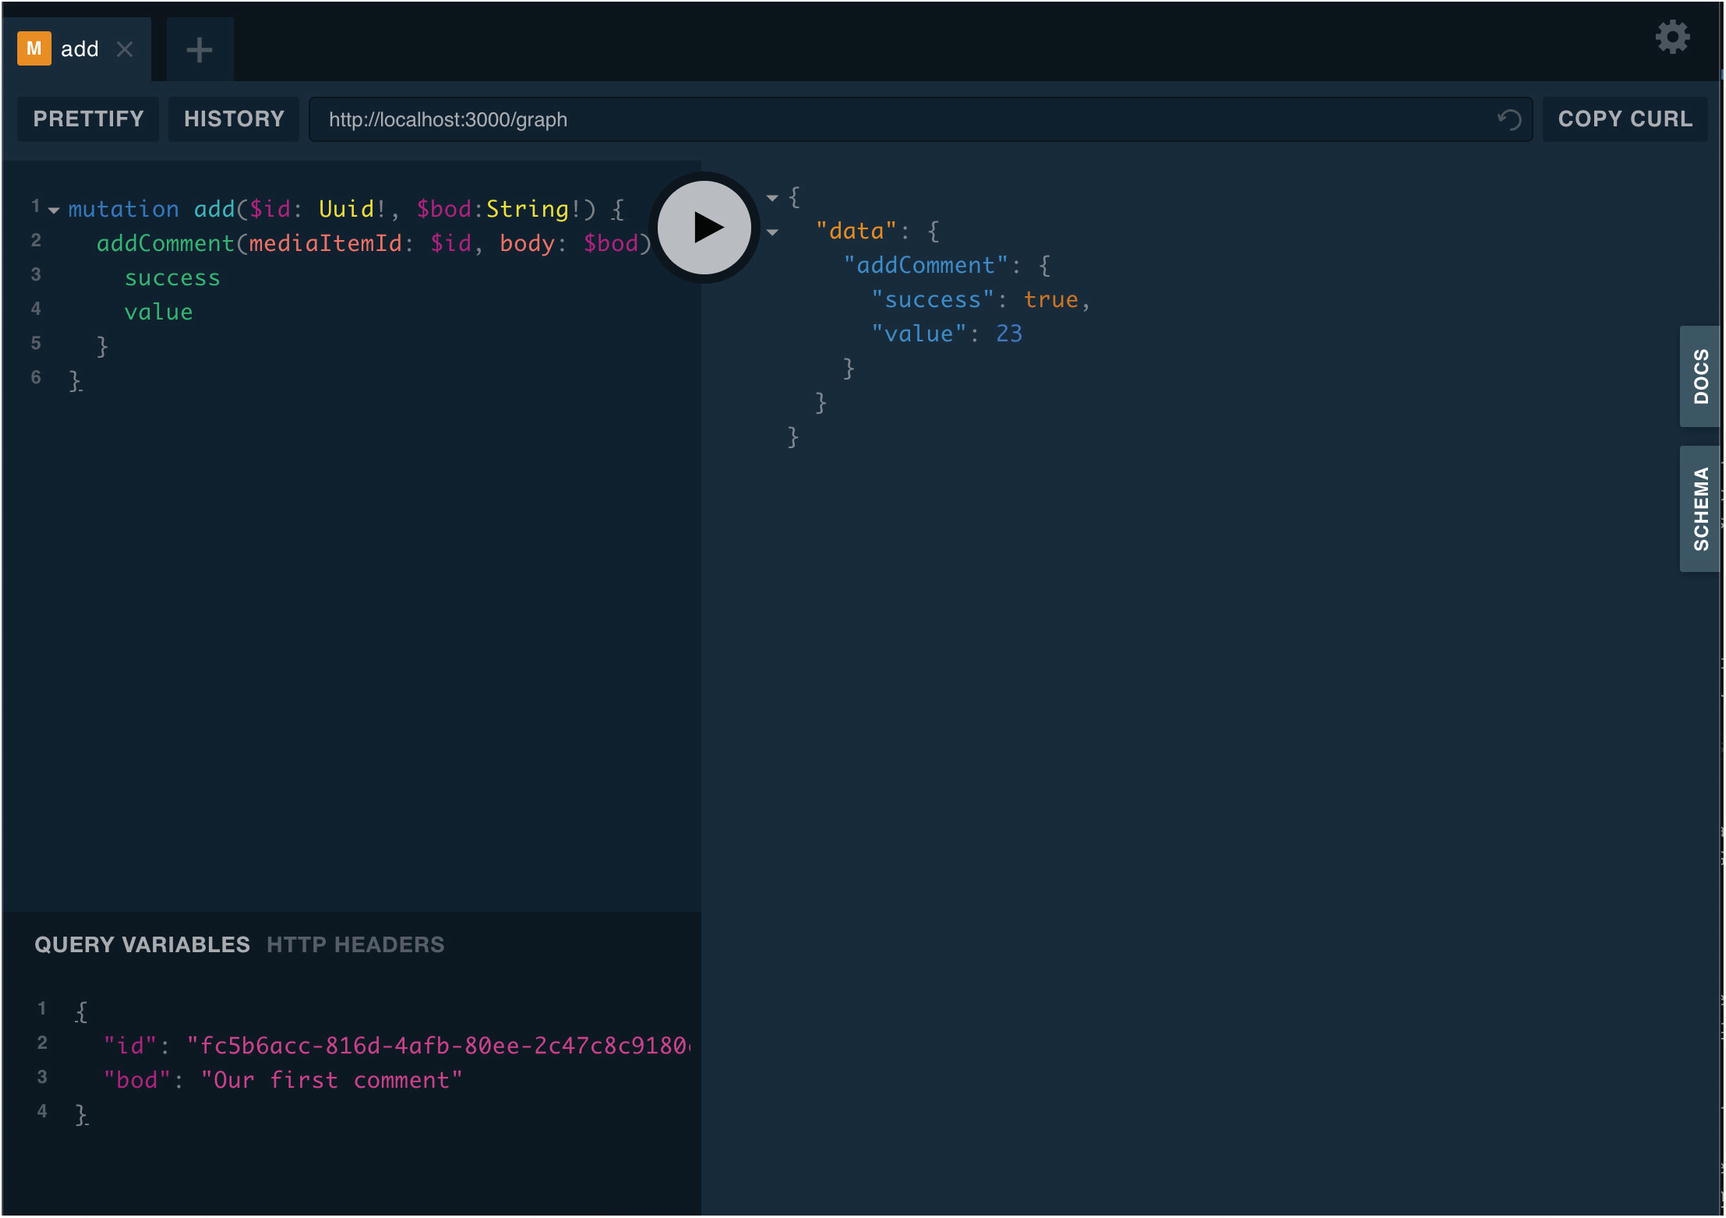 M add
PRETTIFY HISTORY http://localhost:3000/graph COPY CURL
1 mutation add($id: Uuid!, $bod:String!) {
2 addComment(mediaItemId: $id, body: $bod)
3 success
4 value
5 }
6 }
{
"data": {
"addComment": {
"success": true,
"value": 23
}
}
}
DOCS
SCHEMA
QUERY VARIABLES HTTP HEADERS
1 {
2 "id": "fc5b6acc-816d-4afb-80ee-2c47c8c9180
3 "bod": "Our first comment"
4 }